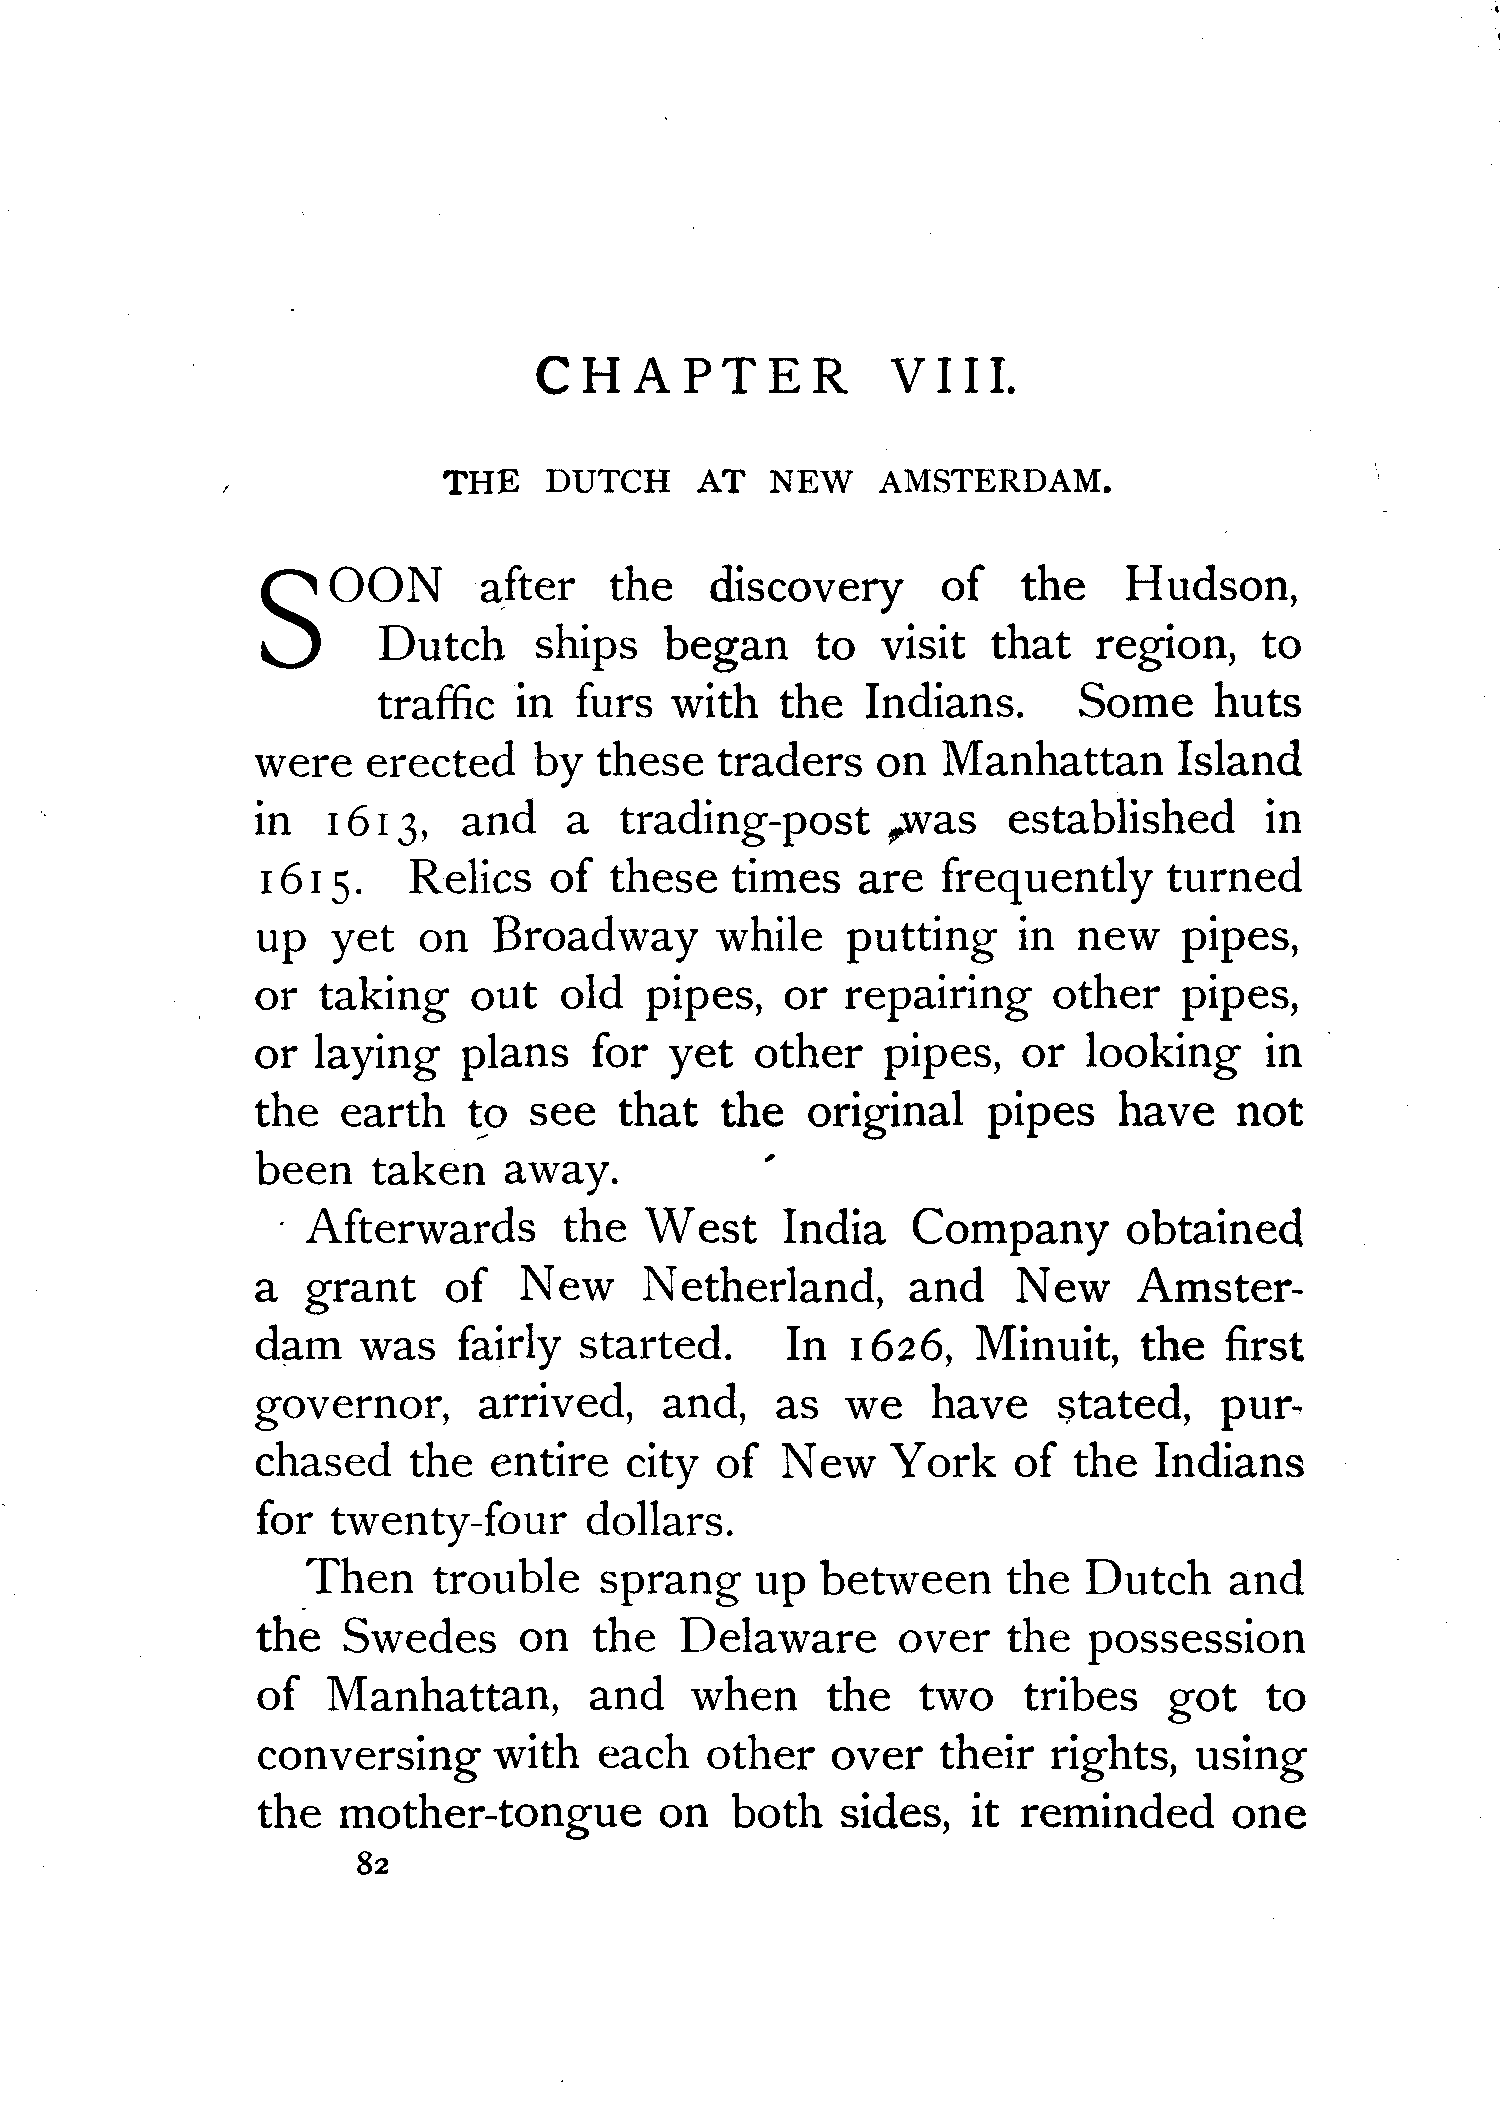 CHAPTER VIII.
THE DUTCH AT NEW AMSTERDAM.
SOON after the discovery of the Hudson,
Dutch ships began to visit that region, to
traffic in furs with the Indians. Some huts
were erected by these traders on Manhattan Island
in 1613, and a trading-post was established in
1615. Relics of these times are frequently turned
up yet on Broadway while putting in new pipes,
or taking out old pipes, or repairing other pipes,
or laying plans for yet other pipes, or looking in
the earth to see that the original pipes have not
been taken away.
Afterwards the West India Company obtained
a grant of New Netherland, and New Amster-
dam was fairly started. In 1626, Minuit, the first
governor, arrived, and, as we have stated, pur-
chased the entire city of New York of the Indians
for twenty-four dollars.
Then trouble sprang up between the Dutch and
the Swedes on the Delaware over the possession
of Manhattan, and when the two tribes got to
conversing with each other over their rights, using
the mother-tongue on both sides, it reminded one
82